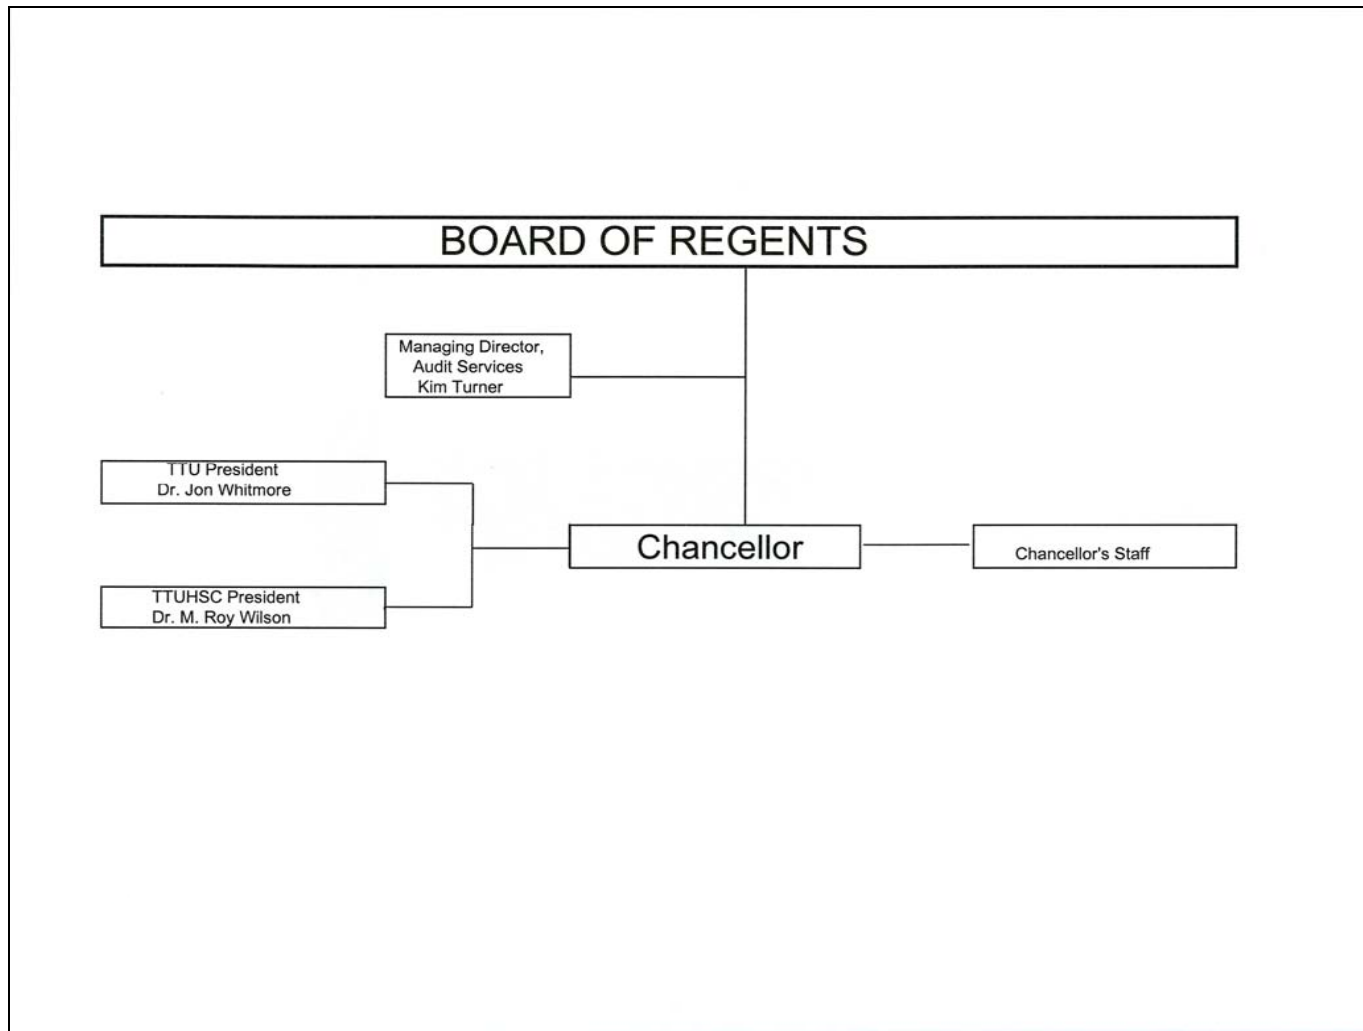 BOARD OF REGENTS
Managing Director,
Audit Services
Kim Turner
TTU President
Dr. Jon Whitmore
Chancellor
Chancellor's Staff
TTUHSC President
Dr. M. Roy Wilson